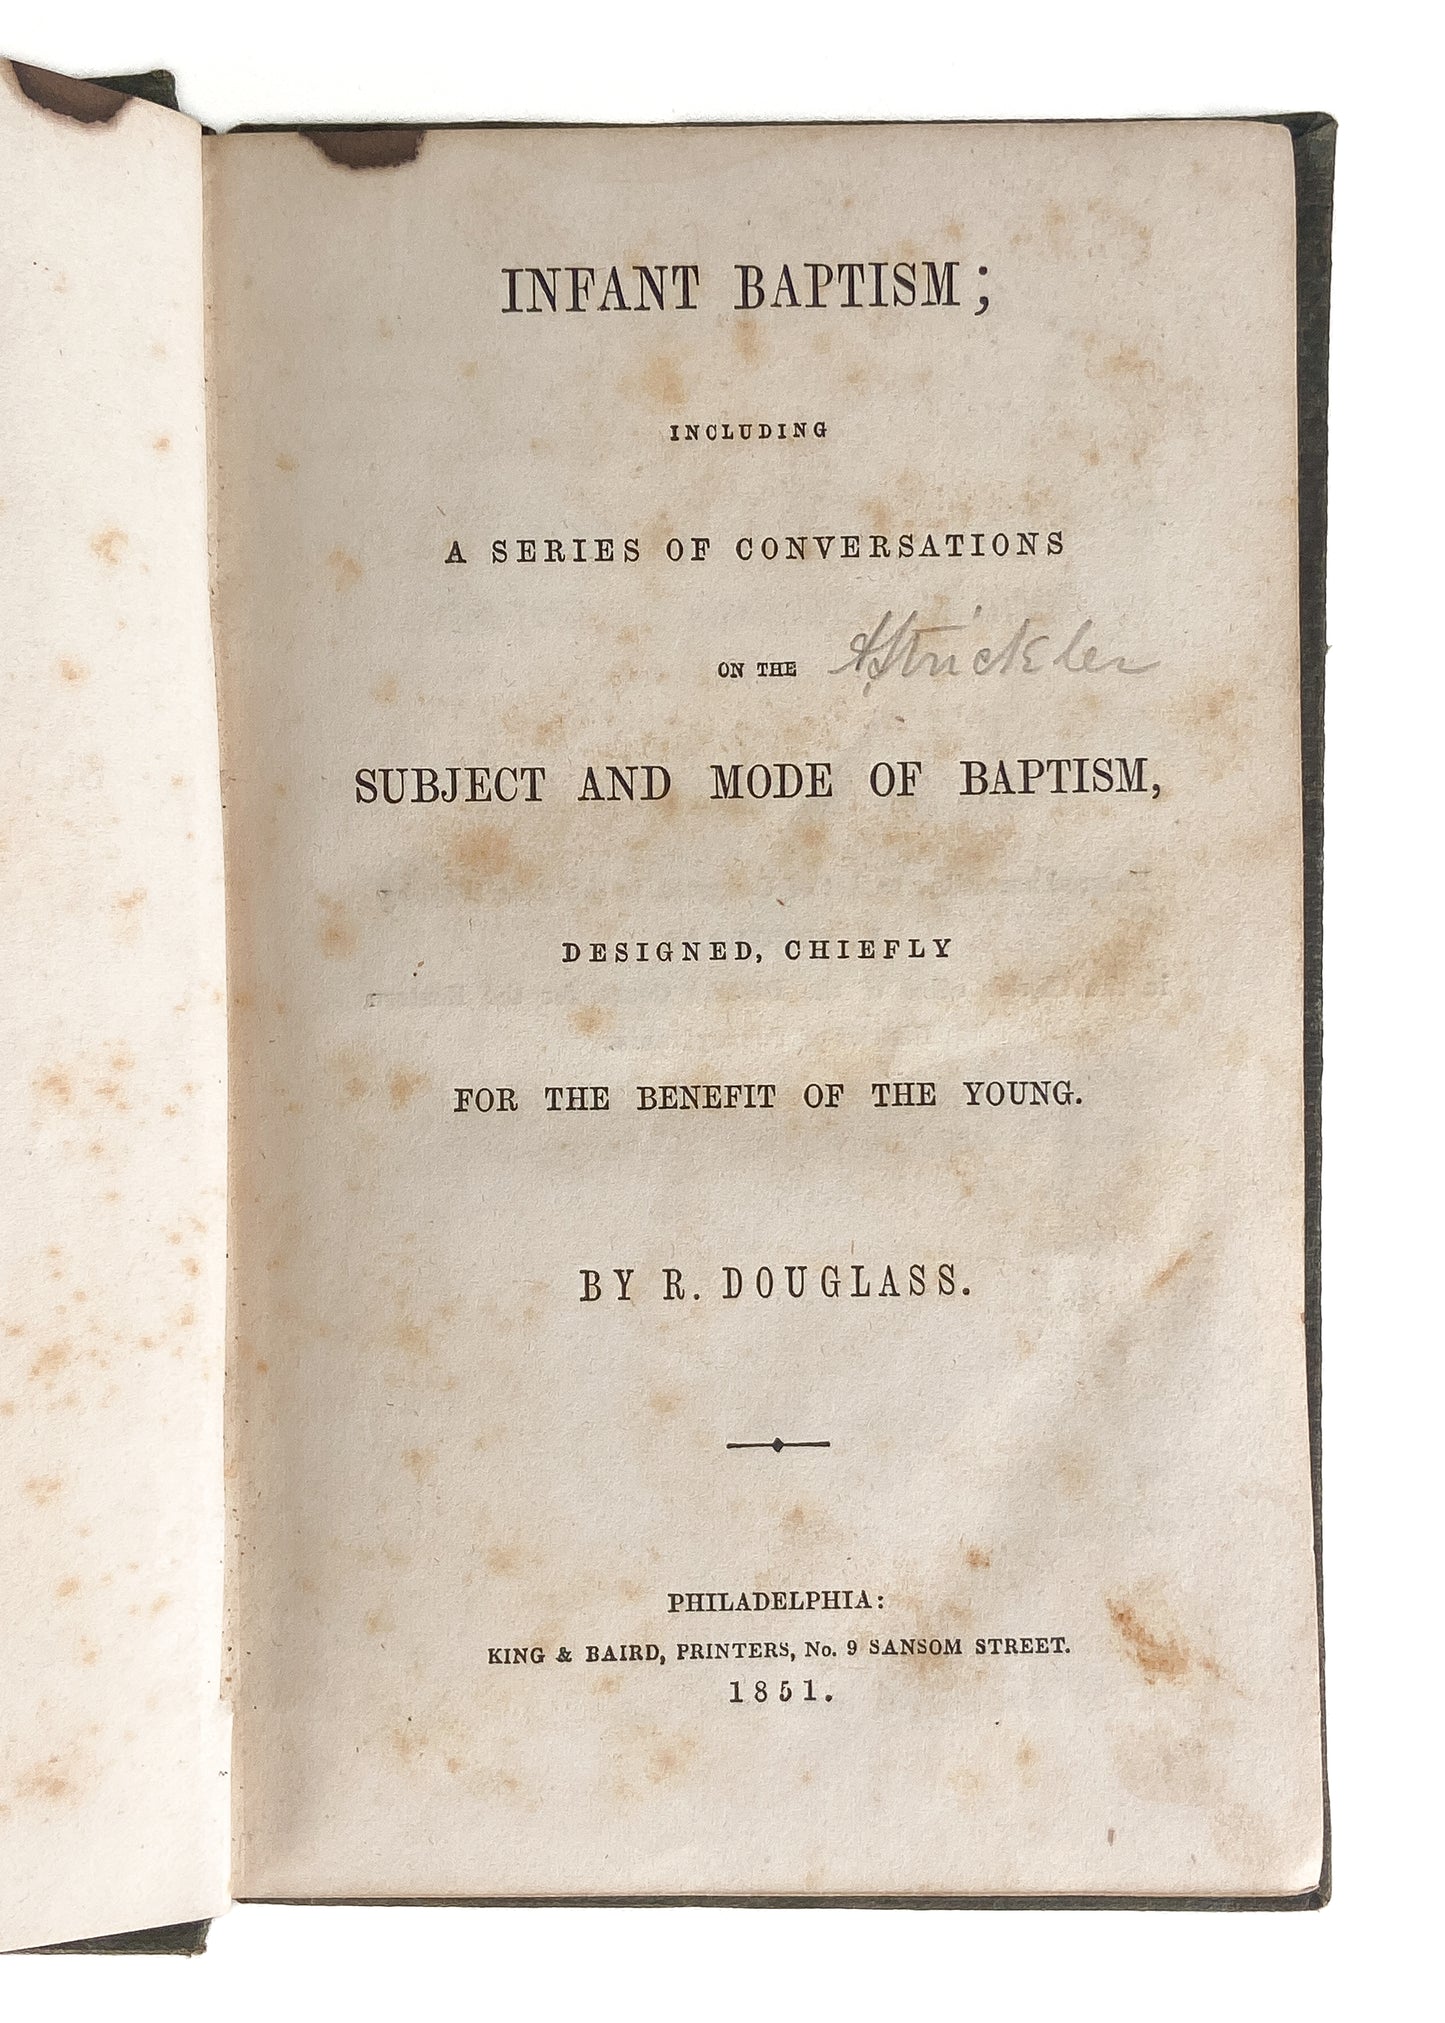 INFANT BAPTISM;
INCLUDING
A SERIES OF CONVERSATIONS
ON THE
AStrickler
SUBJECT AND MODE OF BAPTISM,
DESIGNED, CHIEFLY
FOR THE BENEFIT OF THE YOUNG.
BY R. DOUGLASS.
PHILADELPHIA:
KING & BAIRD, PRINTERS, No. 9 SANSOM STREET.
1851.